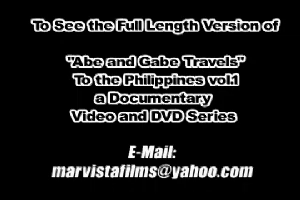 To See the Full Length Version of
"Abe and Gabe Travels"
To the Philippines vol.1
a Documentary
Video and DVD Series
E-Mail:
marvistafilms@yahoo.com